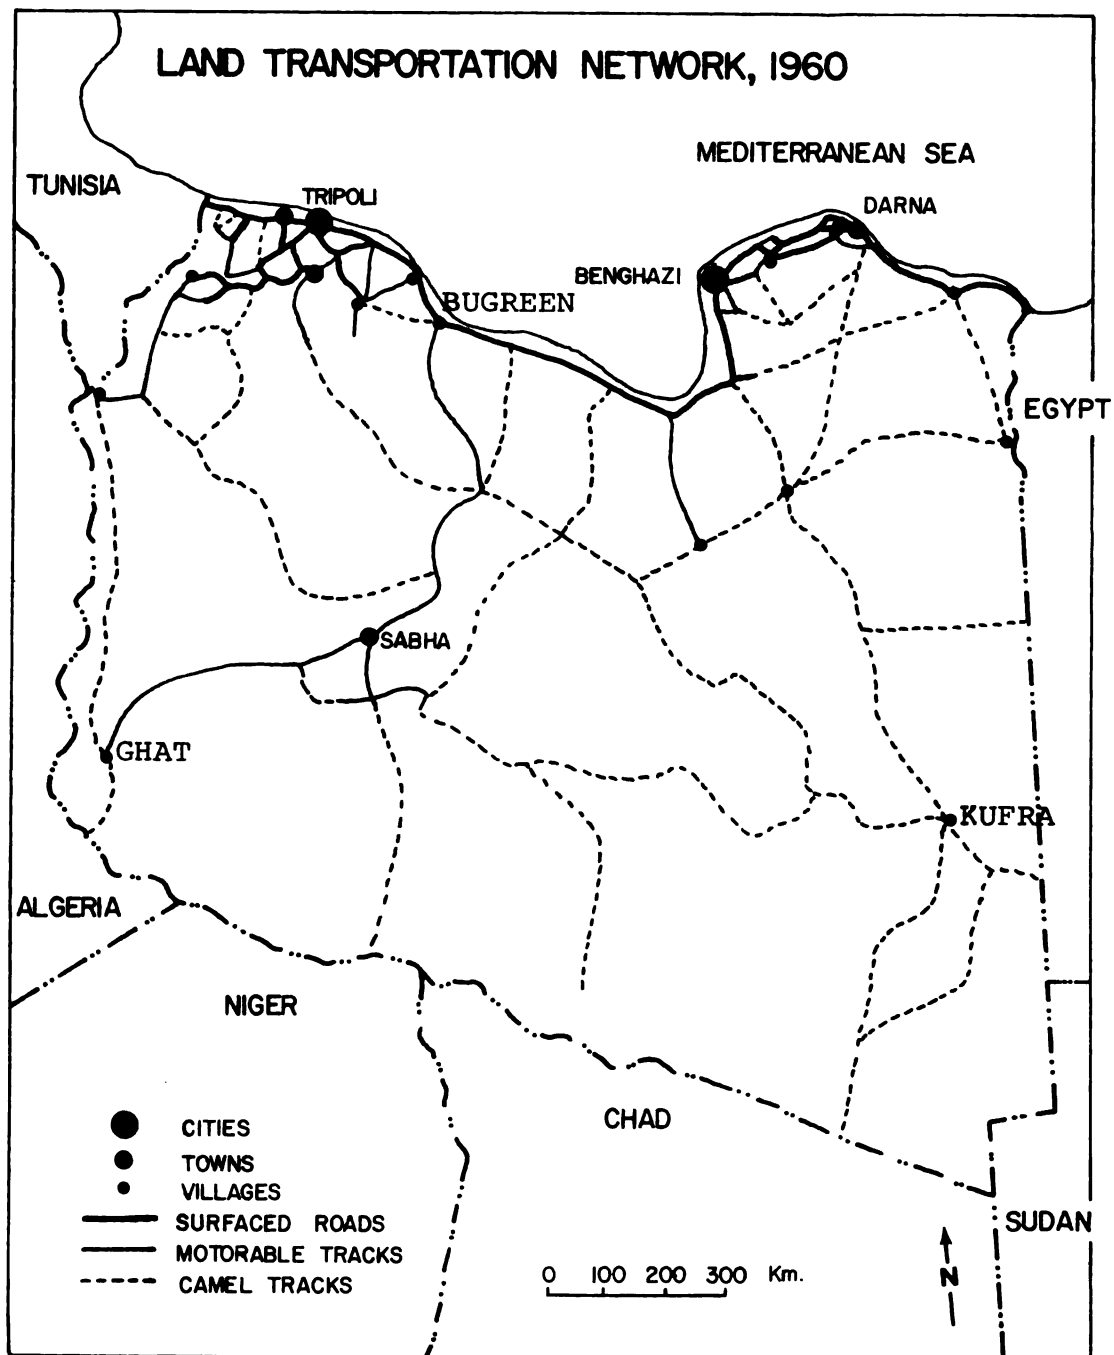 LAND TRANSPORTATION NETWORK, 1960
MEDITERRANEAN SEA
TUNISIA
TRIPOLI
DARNA
BENGHAZI
BUGREEN
EGYPT
SABHA
GHAT
KUFRA
ALGERIA
NIGER
CHAD
CITIES
TOWNS
VILLAGES
SURFACED ROADS
MOTORABLE TRACKS
CAMEL TRACKS
SUDAN
0 100 200 300 Km.
N